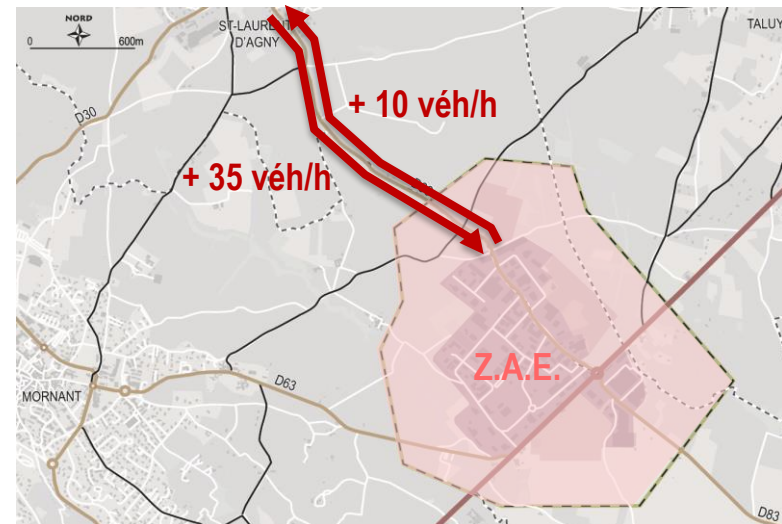 NORD
0 600m
ST-LAURENT
D'AGNY
TALUY
D30
+ 10 véh/h
+ 35 véh/h
Z.A.E.
D63
MORNANT
D83